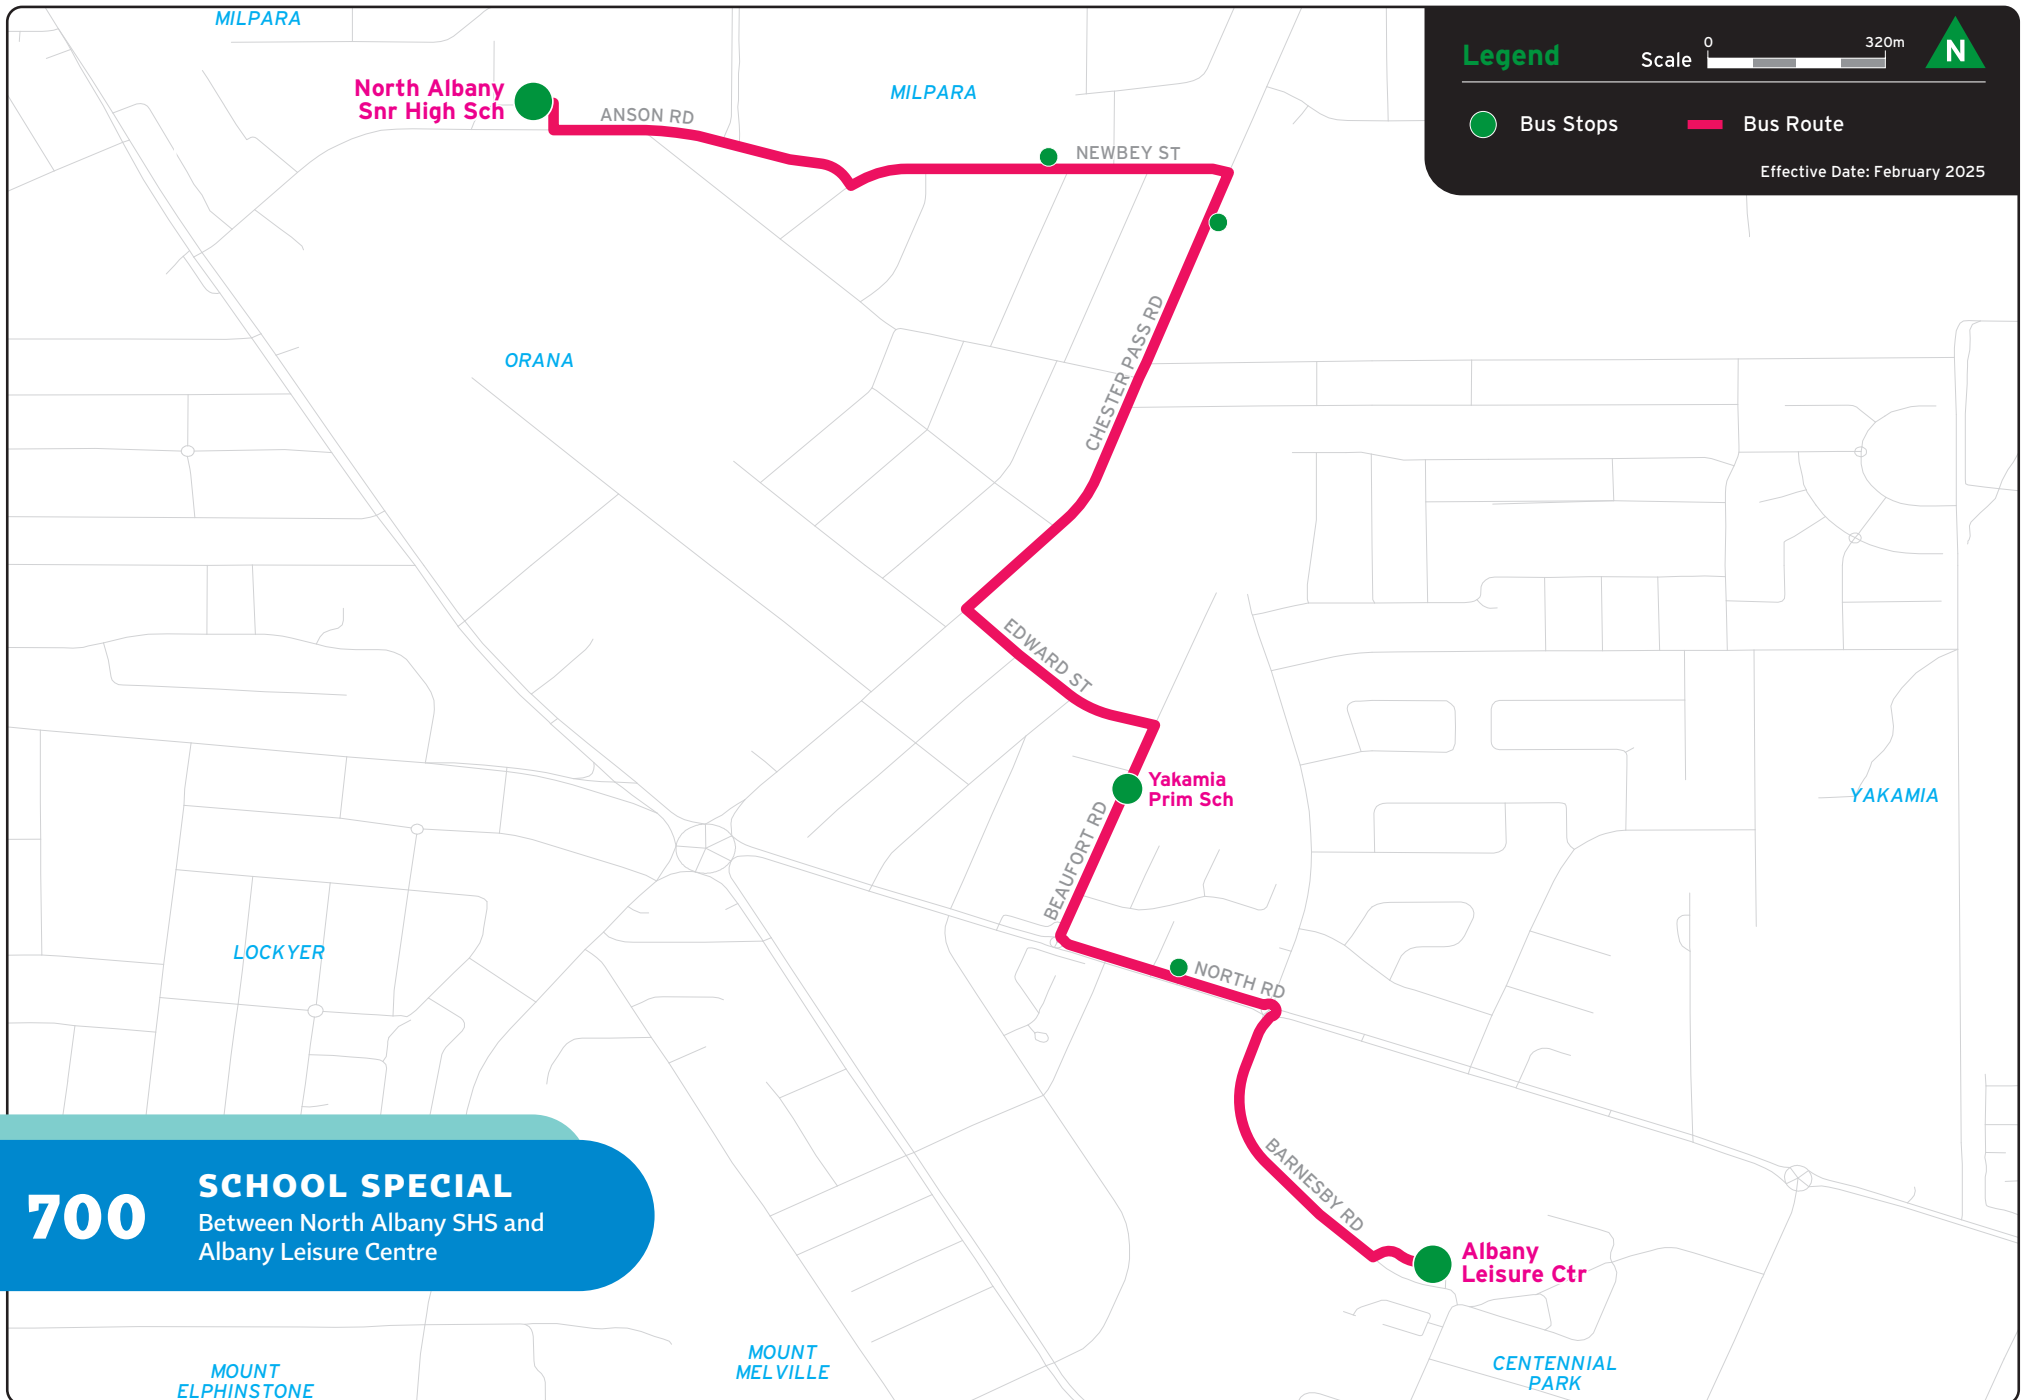 MILPARA
North Albany
Snr High Sch
ANSON RD
MILPARA
NEWBEY ST
Legend
Scale
0
320m
N
Bus Stops
Bus Route
Effective Date: February 2025
ORANA
CHESTER PASS RD
EDWARD ST
Yakamia
Prim Sch
BEAUFORT RD
YAKAMIA
LOCKYER
NORTH RD
BARNESBY RD
Albany
Leisure Ctr
700
SCHOOL SPECIAL
Between North Albany SHS and
Albany Leisure Centre
MOUNT
ELPHINSTONE
MOUNT
MELVILLE
CENTENNIAL
PARK